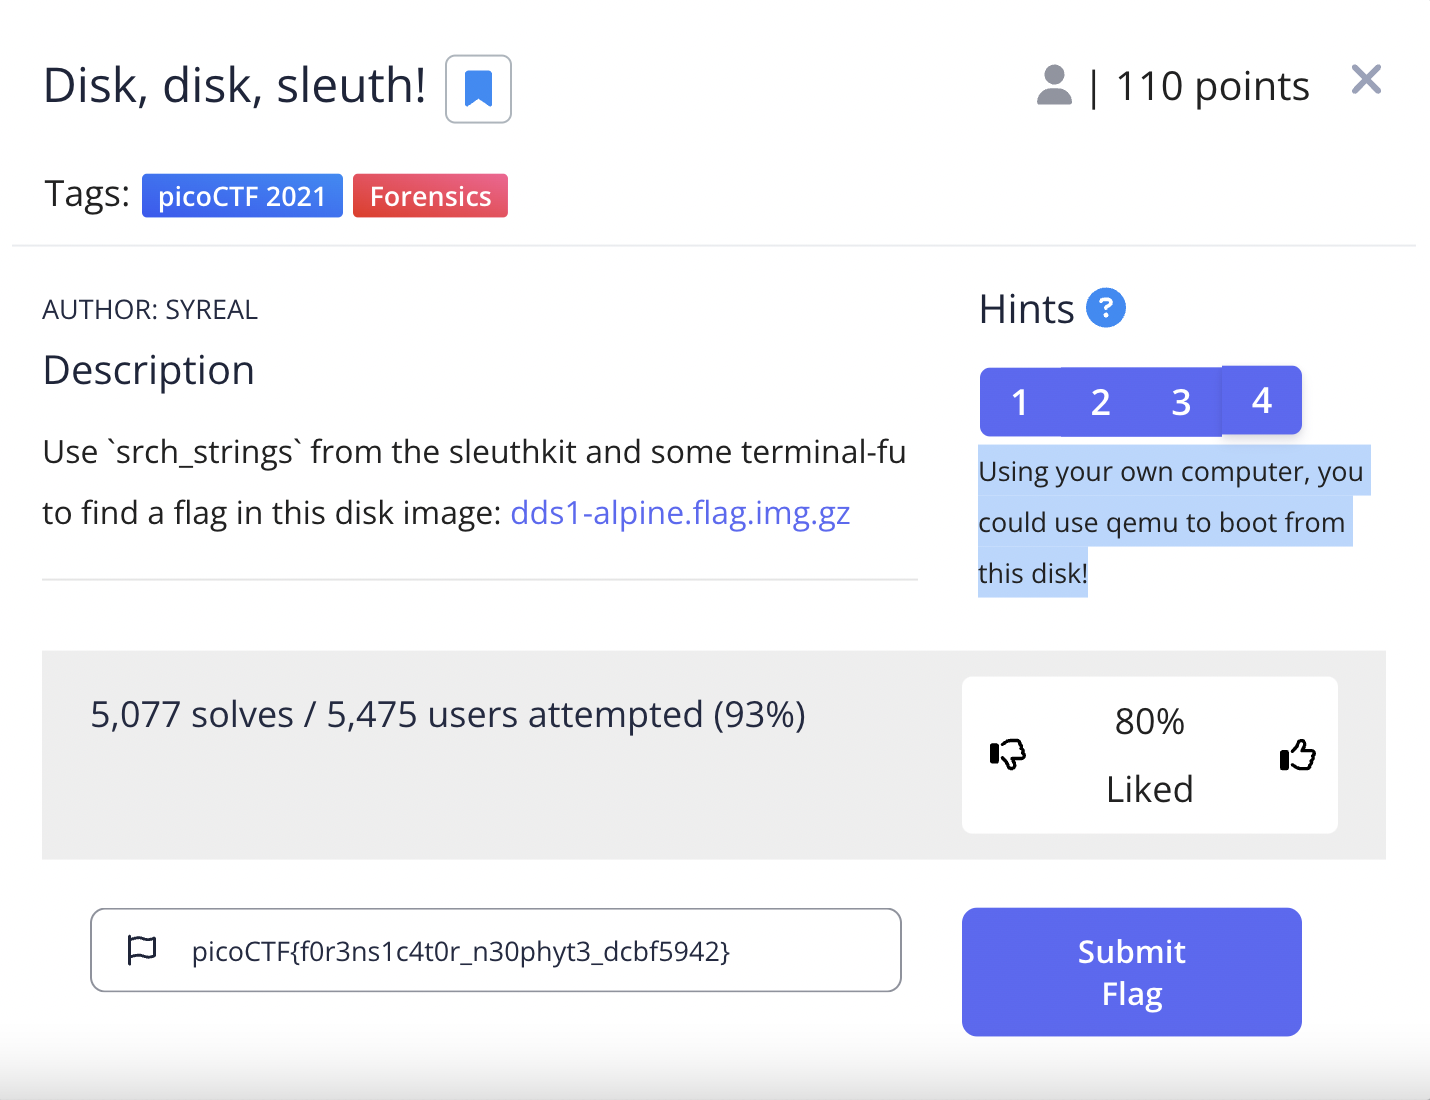 Disk, disk, sleuth!
| 110 points
Tags: picoCTF 2021 Forensics
AUTHOR: SYREAL
Description
Use `srch_strings` from the sleuthkit and some terminal-fu
to find a flag in this disk image: dds1-alpine.flag.img.gz
Hints ?
1 2 3 4
Using your own computer, you
could use qemu to boot from
this disk!
5,077 solves / 5,475 users attempted (93%)
80%
Liked
picoCTF{f0r3ns1c4t0r_n30phyt3_dcbf5942}
Submit
Flag